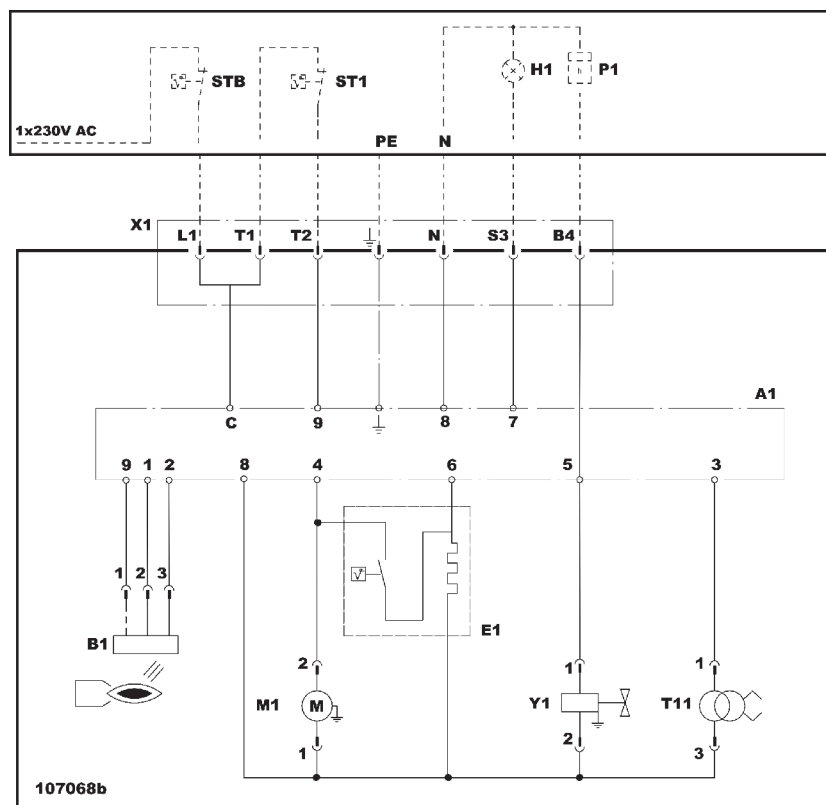 STB ST1 H1 P1
1x230V AC
PE N
X1
L1 T1 T2 N S3 B4
A1
C 9 8 7
9 1 2 8 4 6 5 3
1 2 3
B1
E1
2 1 1
M1 M Y1 T11
1 2 3
107068b